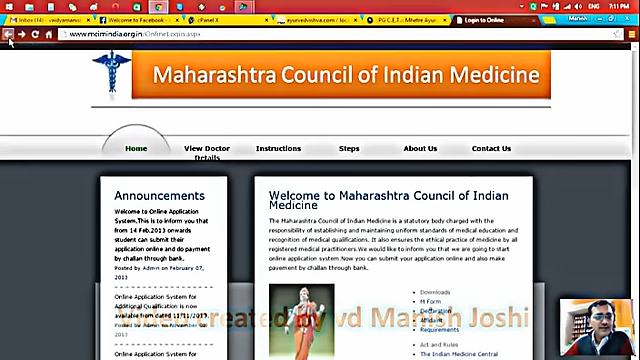 Inbox (14) - vaidyamanis
Welcome to Facebook -
cPanel X
ayurvedvishva.com / loc
PG C.E.T. :: Mhetre Ayur
Login to Online
Manish
7:11 PM
www.mcimindia.org.in/OnlineLogin.aspx
Maharashtra Council of Indian Medicine
Home
View Doctor Details
Instructions
Steps
About Us
Contact Us
Announcements
Welcome to Online Application
System.This is to inform you that
from 14 Feb,2013 onwards
student can submit their
application online and do payment
by challan through bank.
Posted by Admin on February 07,
2013
Online Application System for
Additional Qualification is now
available from dated 11/11/2013.
Posted by Admin on November 08,
2013
Online Application System for
Welcome to Maharashtra Council of Indian
Medicine
The Maharashtra Council of Indian Medicine is a statutory body charged with the
responsibility of establishing and maintaining uniform standards of medical education and
recognition of medical qualifications. It also ensures the ethical practice of medicine by all
registered medical practitioners.We would like to inform you that we are going to start
online application system.Now you can submit your application online and also make
pavement by challan through bank.
Downloads
M Form
Declaration
Affidavit
Requirements
Act and Rules
The Indian Medicine Central
Video created by vd Manish Joshi